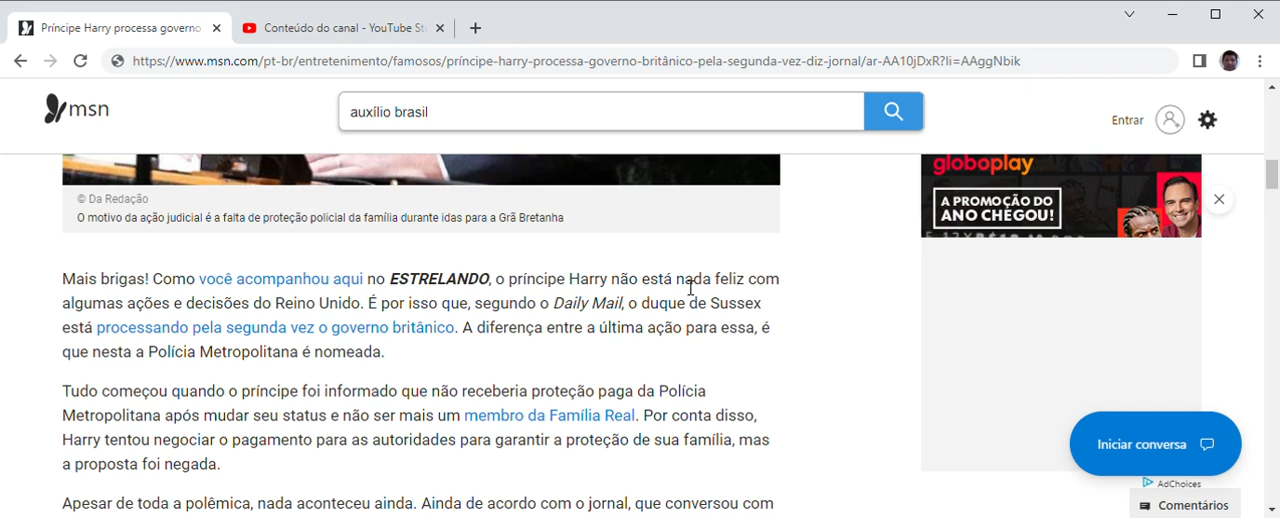 Príncipe Harry processa governo
Conteúdo do canal - YouTube St
https://www.msn.com/pt-br/entretenimento/famosos/príncipe-harry-processa-governo-britânico-pela-segunda-vez-diz-jornal/ar-AA10jDxR?li=AAggNbik
msn
auxílio brasil
Entrar
© Da Redação
O motivo da ação judicial é a falta de proteção policial da família durante idas para a Grã Bretanha
globoplay
A PROMOÇÃO DO
ANO CHEGOU!
Mais brigas! Como você acompanhou aqui no ESTRELANDO, o príncipe Harry não está nada feliz com
algumas ações e decisões do Reino Unido. É por isso que, segundo o Daily Mail, o duque de Sussex
está processando pela segunda vez o governo britânico. A diferença entre a última ação para essa, é
que nesta a Polícia Metropolitana é nomeada.
Tudo começou quando o príncipe foi informado que não receberia proteção paga da Polícia
Metropolitana após mudar seu status e não ser mais um membro da Família Real. Por conta disso,
Harry tentou negociar o pagamento para as autoridades para garantir a proteção de sua família, mas
a proposta foi negada.
Apesar de toda a polêmica, nada aconteceu ainda. Ainda de acordo com o jornal, que conversou com
Iniciar conversa
AdChoices
Comentários